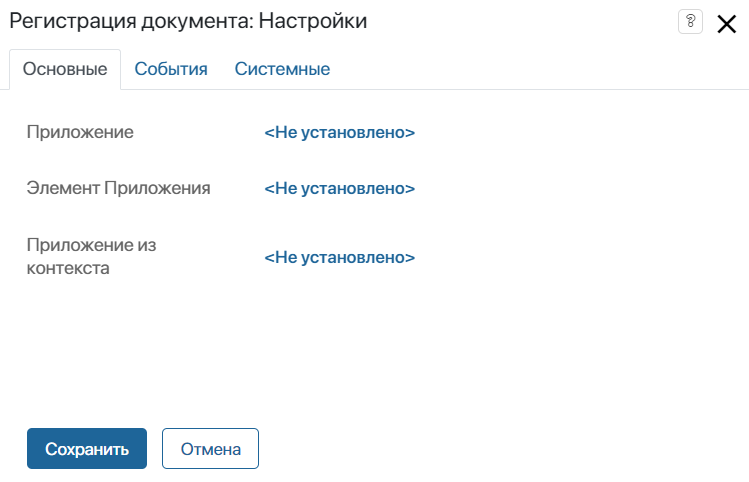 Регистрация документа: Настройки
?
Основные События Системные
Приложение <Не установлено>
Элемент Приложения <Не установлено>
Приложение из
контекста <Не установлено>
Сохранить Отмена